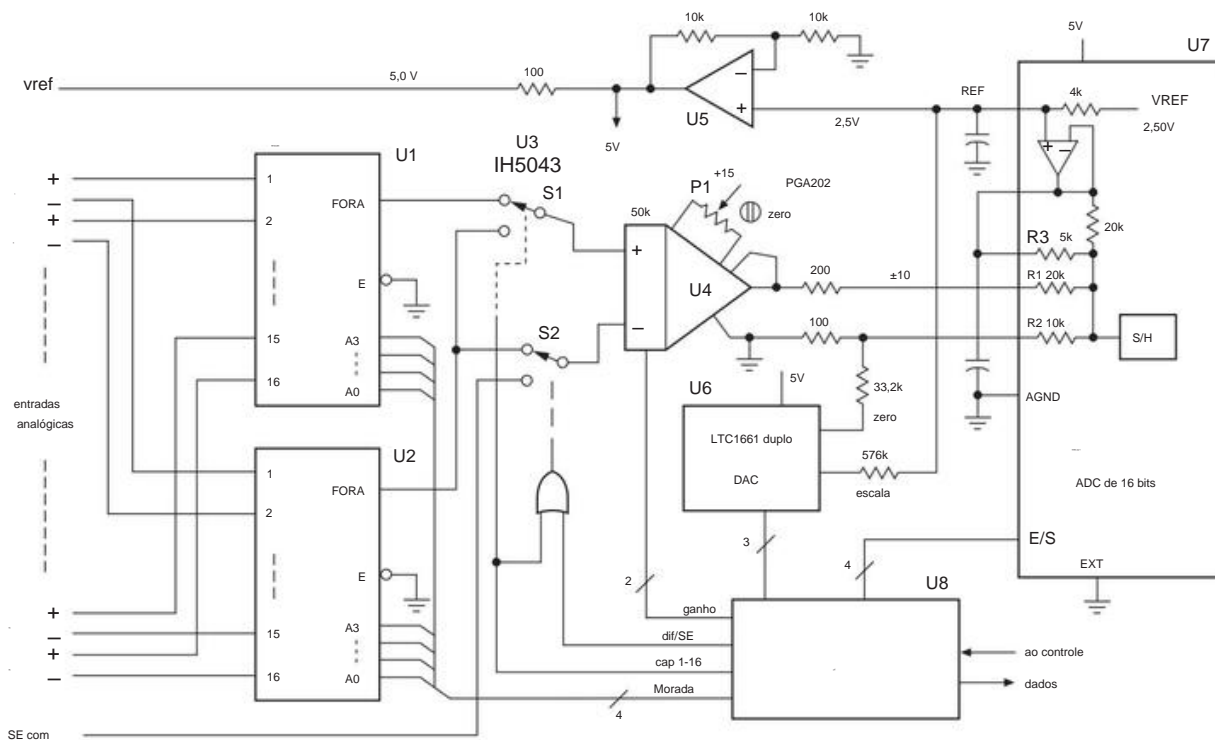 vref
5,0 V
100
10k
10k
−
+
U5
5V
2,5V
REF
5V
U7
4k
VREF
2,50V
+
−
20k
R3
5k
R1 20k
R2 10k
S/H
AGND
ADC de 16 bits
E/S
EXT
U1
1
2
15
16
FORA
E
A3
A0
+
−
+
−
entradas
analógicas
U3
IH5043
S1
S2
50k
+
−
U4
P1
+15
PGA202
zero
200
±10
100
33,2k
zero
576k
escala
U6
5V
LTC1661 duplo
DAC
3
4
2
U2
1
2
15
16
FORA
E
A3
A0
+
−
+
−
SE com
U8
ganho
dif/SE
cap 1-16
Morada
4
ao controle
dados